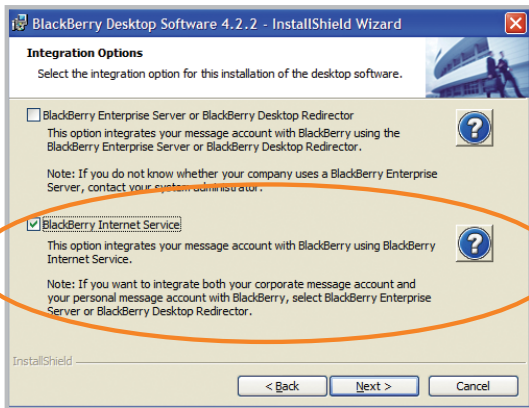 BlackBerry Desktop Software 4.2.2 - InstallShield Wizard
Integration Options
Select the integration option for this installation of the desktop software.
BlackBerry Enterprise Server or BlackBerry Desktop Redirector
This option integrates your message account with BlackBerry using the
BlackBerry Enterprise Server or BlackBerry Desktop Redirector.
Note: If you do not know whether your company uses a BlackBerry Enterprise
Server, contact your system administrator.
BlackBerry Internet Service
This option integrates your message account with BlackBerry using BlackBerry
Internet Service.
Note: If you want to integrate both your corporate message account and
your personal message account with BlackBerry, select BlackBerry Enterprise
Server or BlackBerry Desktop Redirector.
InstallShield
< Back Next > Cancel